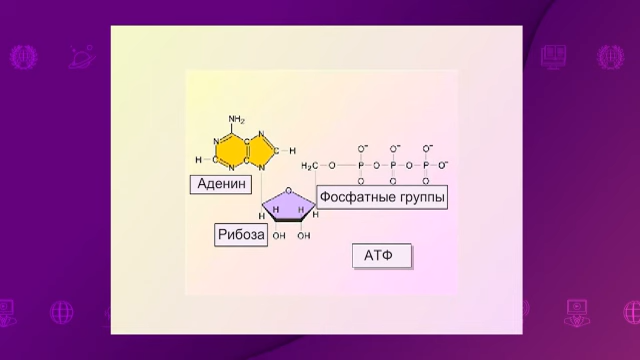 NH₂
N C N
H C C C H
N N
Аденин
O⁻ O⁻ O⁻
H₂C O P O P O P O⁻
O O O
Фосфатные группы
O
H H H H
Рибоза
OH OH
АТФ